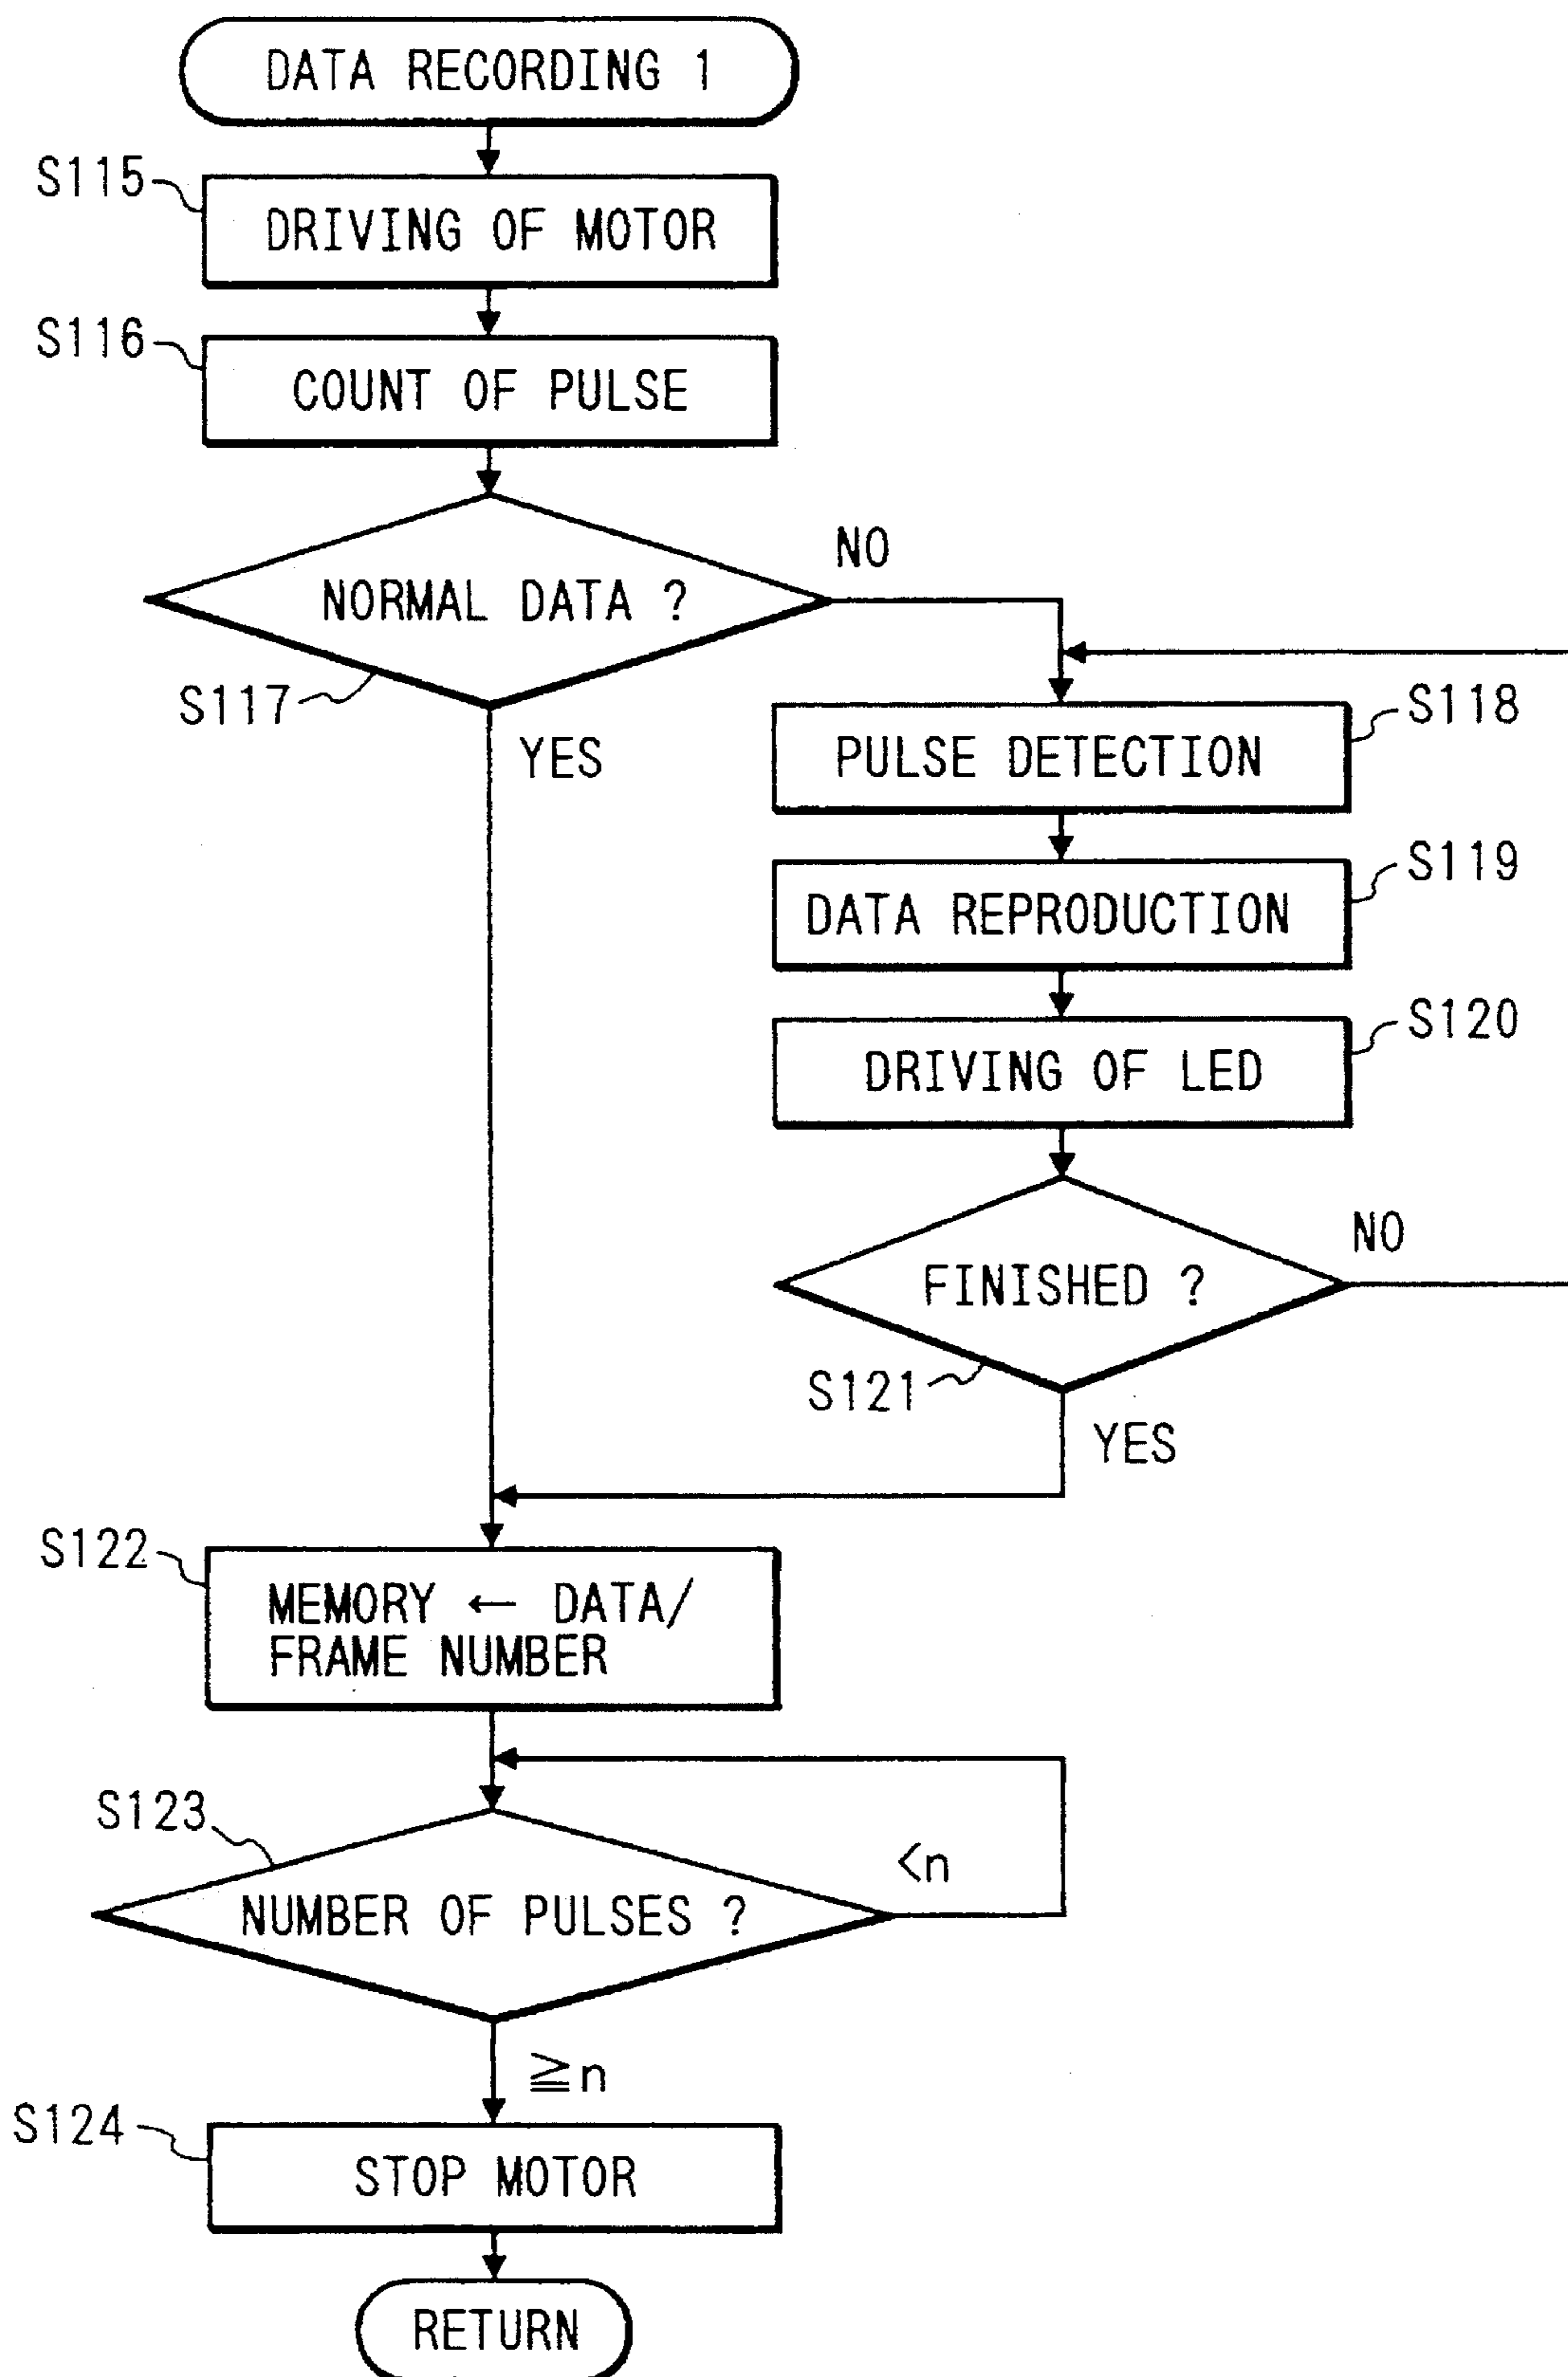 DATA RECORDING 1
S115
DRIVING OF MOTOR
S116
COUNT OF PULSE
NORMAL DATA ?
NO
S117
YES
S118
PULSE DETECTION
S119
DATA REPRODUCTION
S120
DRIVING OF LED
FINISHED ?
NO
S121
YES
S122
MEMORY ← DATA/
FRAME NUMBER
S123
NUMBER OF PULSES ?
<n
≧n
S124
STOP MOTOR
RETURN